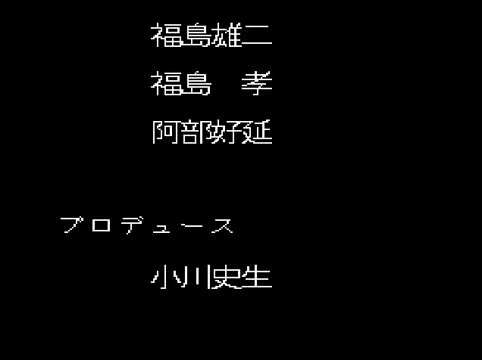 福島雄二
福島　孝
阿部好延
プロデュース
小川史生